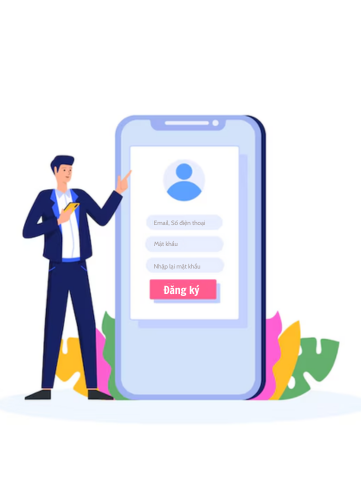 Email, Số điện thoại
Mật khẩu
Nhập lại mật khẩu
Đăng ký